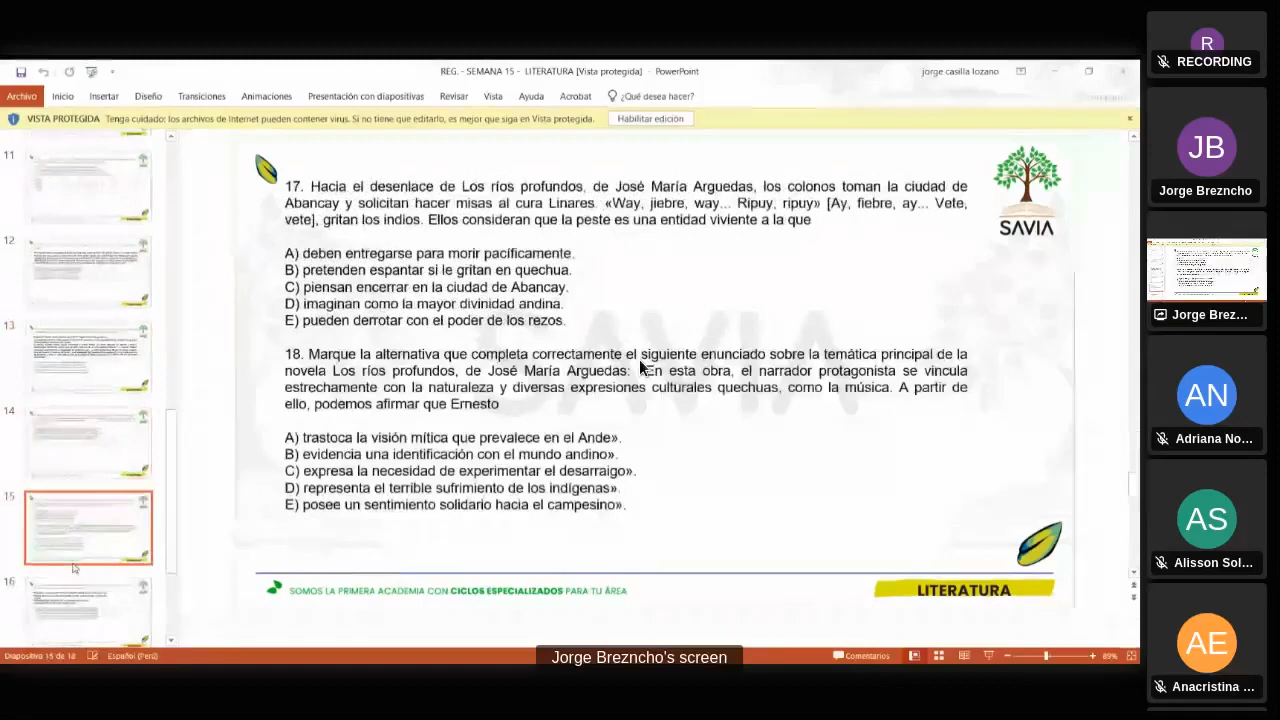 REG. - SEMANA 15 - LITERATURA [Vista protegida] - PowerPoint
jorge casilla lozano
Archivo Inicio Insertar Diseño Transiciones Animaciones Presentación con diapositivas Revisar Vista Ayuda Acrobat ¿Qué desea hacer?
VISTA PROTEGIDA Tenga cuidado: los archivos de Internet pueden contener virus. Si no tiene que editarlo, es mejor que siga en Vista protegida. Habilitar edición
11
12
13
14
15
16
17. Hacia el desenlace de Los ríos profundos, de José María Arguedas, los colonos toman la ciudad de
Abancay y solicitan hacer misas al cura Linares. «Way, jiebre, way... Ripuy, ripuy» [Ay, fiebre, ay... Vete,
vete], gritan los indios. Ellos consideran que la peste es una entidad viviente a la que
A) deben entregarse para morir pacíficamente.
B) pretenden espantar si le gritan en quechua.
C) piensan encerrar en la ciudad de Abancay.
D) imaginan como la mayor divinidad andina.
E) pueden derrotar con el poder de los rezos.
18. Marque la alternativa que completa correctamente el siguiente enunciado sobre la temática principal de la
novela Los ríos profundos, de José María Arguedas: «En esta obra, el narrador protagonista se vincula
estrechamente con la naturaleza y diversas expresiones culturales quechuas, como la música. A partir de
ello, podemos afirmar que Ernesto
A) trastoca la visión mítica que prevalece en el Ande».
B) evidencia una identificación con el mundo andino».
C) expresa la necesidad de experimentar el desarraigo».
D) representa el terrible sufrimiento de los indígenas».
E) posee un sentimiento solidario hacia el campesino».
SAVIA
SAVIA
SOMOS LA PRIMERA ACADEMIA CON CICLOS ESPECIALIZADOS PARA TU ÁREA
LITERATURA
Diapositiva 15 de 18 Español (Perú)
Comentarios
89%
Jorge Brezncho's screen
R
RECORDING
JB
Jorge Brezncho
Jorge Brez...
AN
Adriana No...
AS
Alisson Sol...
AE
Anacristina ...